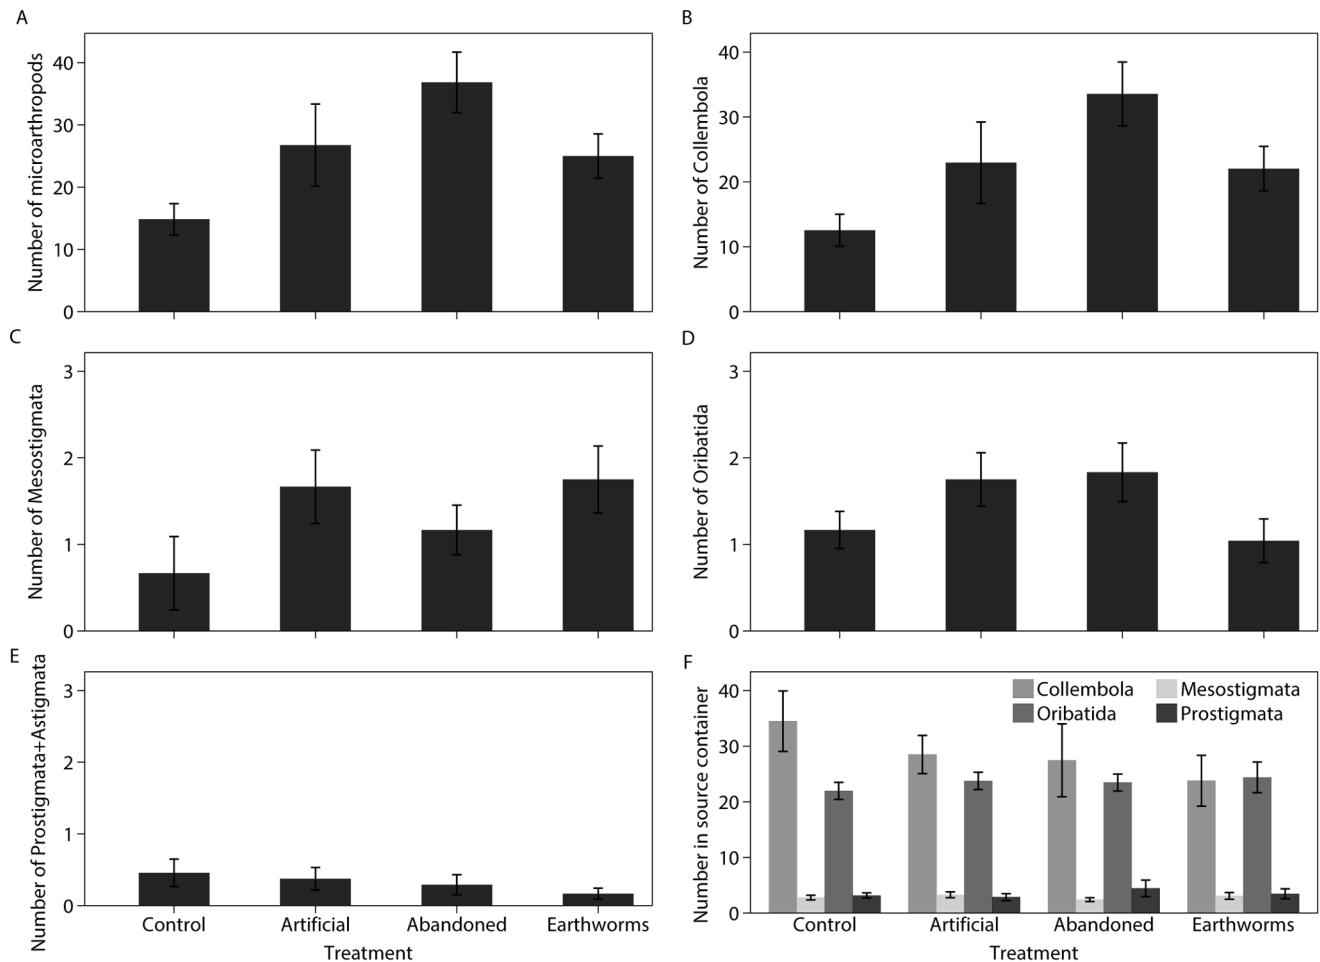 A
Number of microarthropods
40
30
20
10
0
B
Number of Collembola
40
30
20
10
0
C
Number of Mesostigmata
3
2
1
0
D
Number of Oribatida
3
2
1
0
E
Number of Prostigmata+Astigmata
3
2
1
0
Control Artificial Abandoned Earthworms
Treatment
F
Number in source container
40
30
20
10
0
Collembola Mesostigmata
Oribatida Prostigmata
Control Artificial Abandoned Earthworms
Treatment